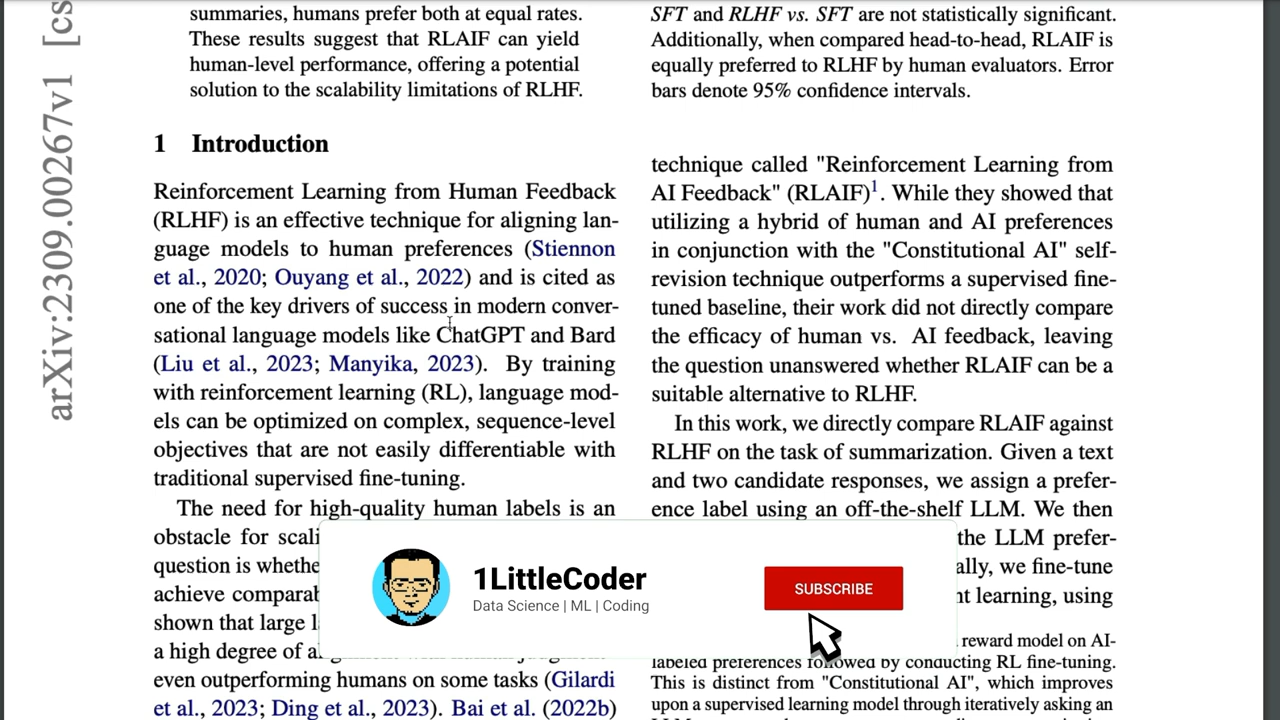 arXiv:2309.00267v1 [cs
summaries, humans prefer both at equal rates.
These results suggest that RLAIF can yield
human-level performance, offering a potential
solution to the scalability limitations of RLHF.
1 Introduction
Reinforcement Learning from Human Feedback
(RLHF) is an effective technique for aligning lan-
guage models to human preferences (Stiennon
et al., 2020; Ouyang et al., 2022) and is cited as
one of the key drivers of success in modern conver-
sational language models like ChatGPT and Bard
(Liu et al., 2023; Manyika, 2023). By training
with reinforcement learning (RL), language mod-
els can be optimized on complex, sequence-level
objectives that are not easily differentiable with
traditional supervised fine-tuning.
The need for high-quality human labels is an
obstacle for
question is
achieve
shown that large
a high degree of
even outperforming humans on some tasks (Gilardi
et al., 2023; Ding et al., 2023). Bai et al. (2022b)
SFT and RLHF vs. SFT are not statistically significant.
Additionally, when compared head-to-head, RLAIF is
equally preferred to RLHF by human evaluators. Error
bars denote 95% confidence intervals.
technique called "Reinforcement Learning from
AI Feedback" (RLAIF)1. While they showed that
utilizing a hybrid of human and AI preferences
in conjunction with the "Constitutional AI" self-
revision technique outperforms a supervised fine-
tuned baseline, their work did not directly compare
the efficacy of human vs. AI feedback, leaving
the question unanswered whether RLAIF can be a
suitable alternative to RLHF.
In this work, we directly compare RLAIF against
RLHF on the task of summarization. Given a text
and two candidate responses, we assign a prefer-
ence label using an off-the-shelf LLM. We then
the LLM prefer-
ally, we fine-tune
nt learning, using
reward model on AI-
labeled preferences followed by conducting RL fine-tuning.
This is distinct from "Constitutional AI", which improves
upon a supervised learning model through iteratively asking an
1LittleCoder
Data Science | ML | Coding
SUBSCRIBE